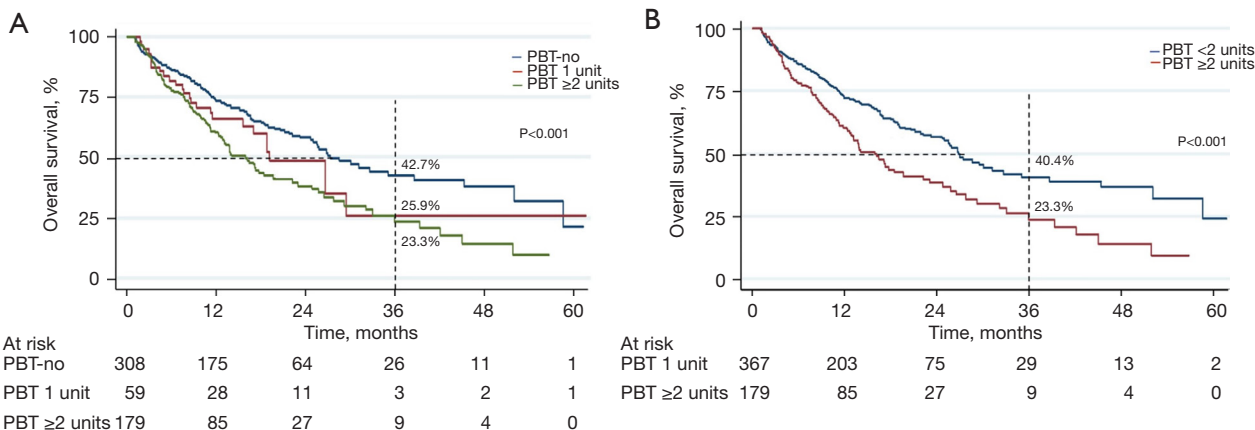 A
Overall survival, %
100
75
50
25
0
PBT-no
PBT 1 unit
PBT ≥2 units
P<0.001
42.7%
25.9%
23.3%
0 12 24 36 48 60
Time, months
At risk
PBT-no 308 175 64 26 11 1
PBT 1 unit 59 28 11 3 2 1
PBT ≥2 units 179 85 27 9 4 0
B
Overall survival, %
100
75
50
25
0
PBT <2 units
PBT ≥2 units
P<0.001
40.4%
23.3%
0 12 24 36 48 60
Time, months
At risk
PBT 1 unit 367 203 75 29 13 2
PBT ≥2 units 179 85 27 9 4 0